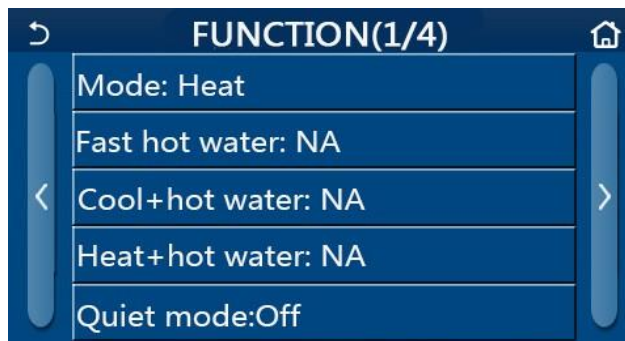 FUNCTION(1/4)
Mode: Heat
Fast hot water: NA
Cool+hot water: NA
Heat+hot water: NA
Quiet mode:Off